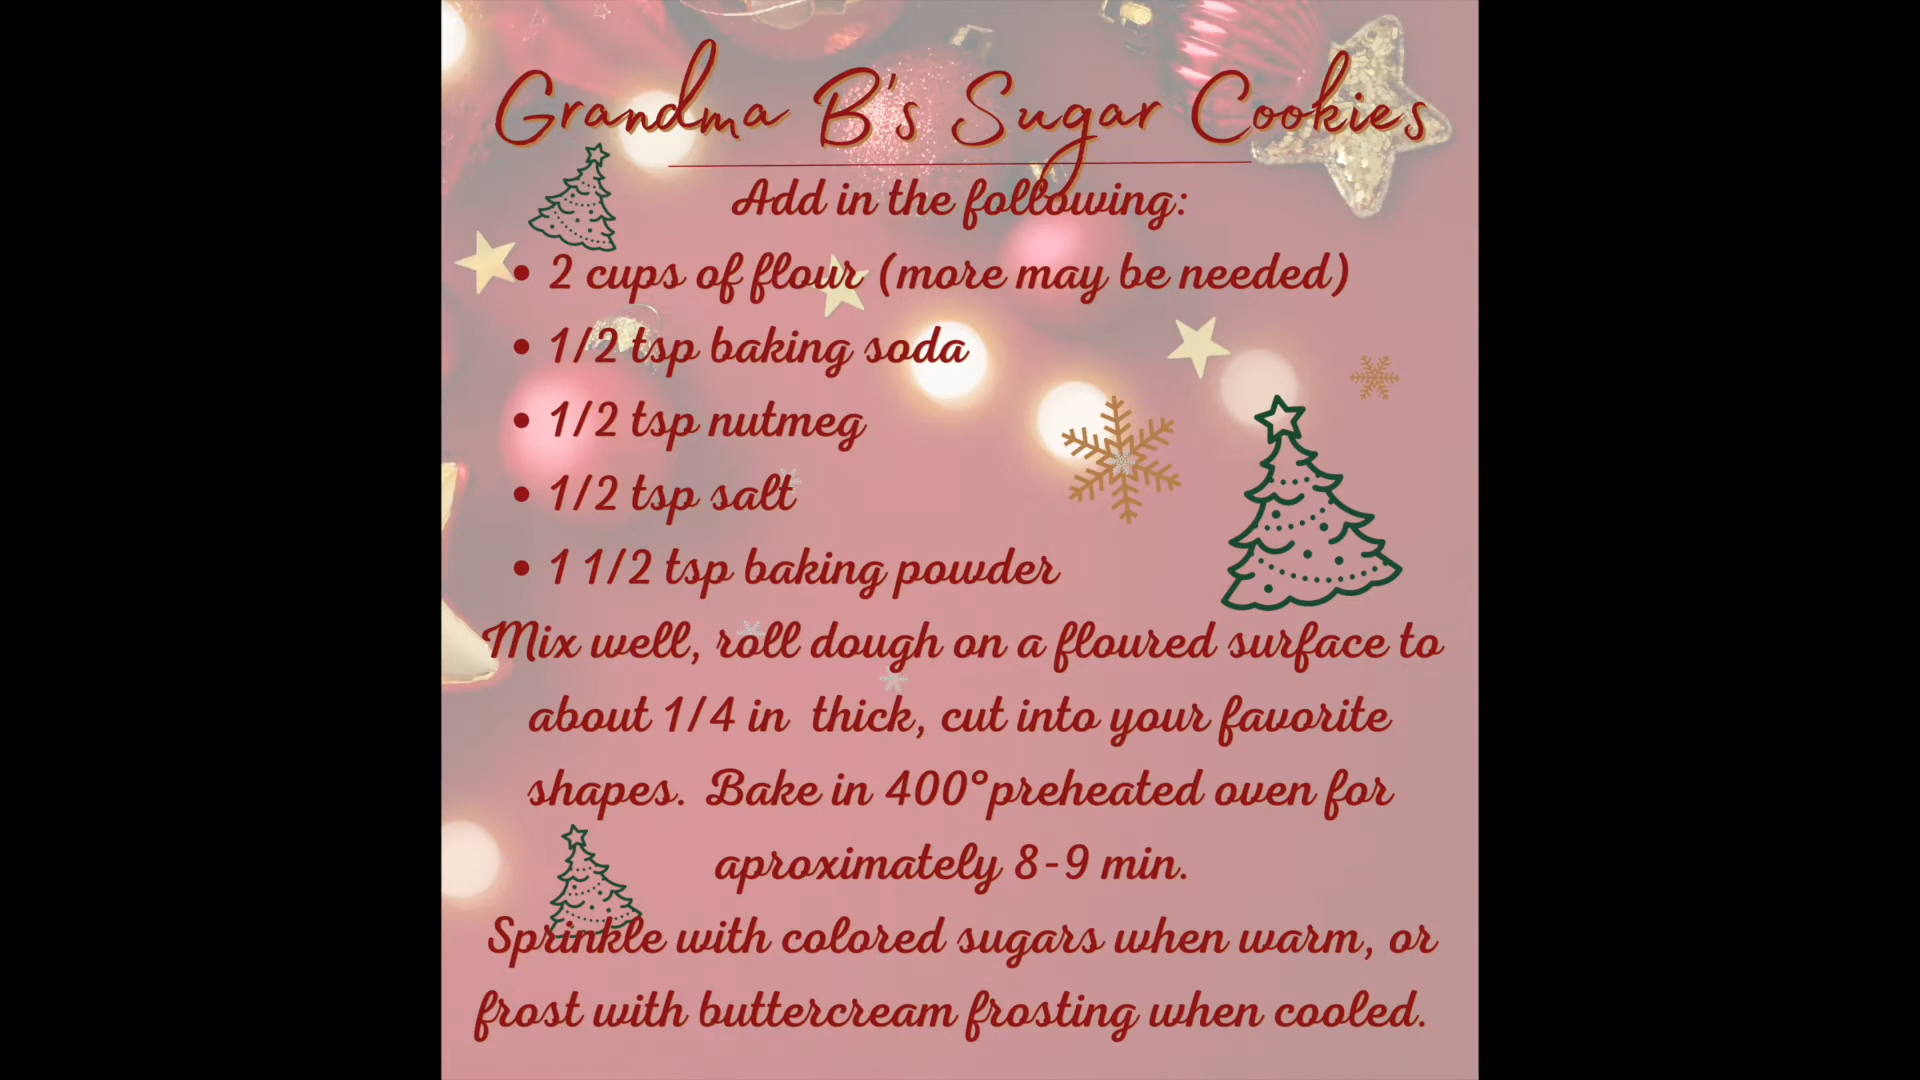 Grandma B's Sugar Cookies
Add in the following:
• 2 cups of flour (more may be needed)
• 1/2 tsp baking soda
• 1/2 tsp nutmeg
• 1/2 tsp salt
• 1 1/2 tsp baking powder
Mix well, roll dough on a floured surface to
about 1/4 in  thick, cut into your favorite
shapes.  Bake in 400°preheated oven for
aproximately 8-9 min.
Sprinkle with colored sugars when warm, or
frost with buttercream frosting when cooled.